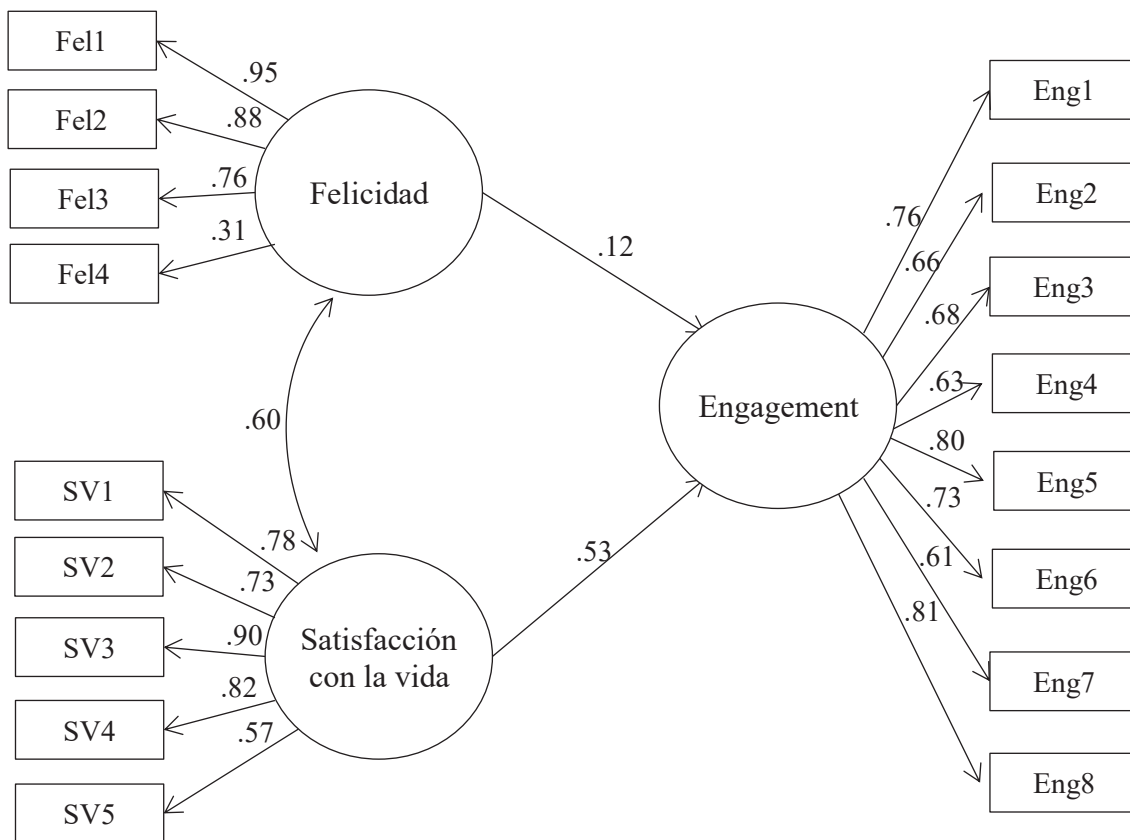 Fel1
Fel2
Fel3
Fel4
.95
.88
.76
.31
Felicidad
.12
.60
SV1
SV2
SV3
SV4
SV5
.78
.73
.90
.82
.57
Satisfacción
con la vida
.53
Engagement
.76
.66
.68
.63
.80
.73
.61
.81
Eng1
Eng2
Eng3
Eng4
Eng5
Eng6
Eng7
Eng8